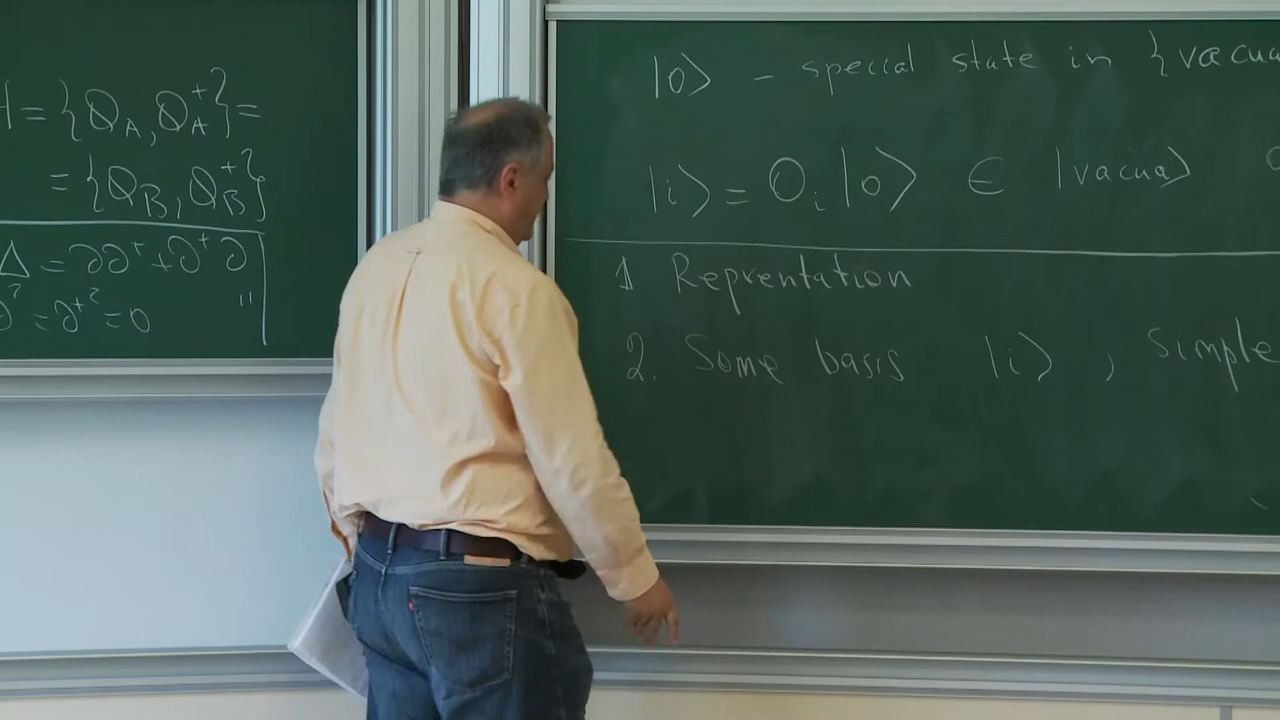 H = {Q_A, Q_A^+} =
= {Q_B, Q_B^+}
Δ = ∂∂^+ + ∂^+∂
∂^2 = ∂^{+2} = 0 "
|0⟩ - special state in {vacua
|i⟩ = O_i |0⟩ ∈ |vacua⟩
1 Reprentation
2. Some basis |i⟩, simple